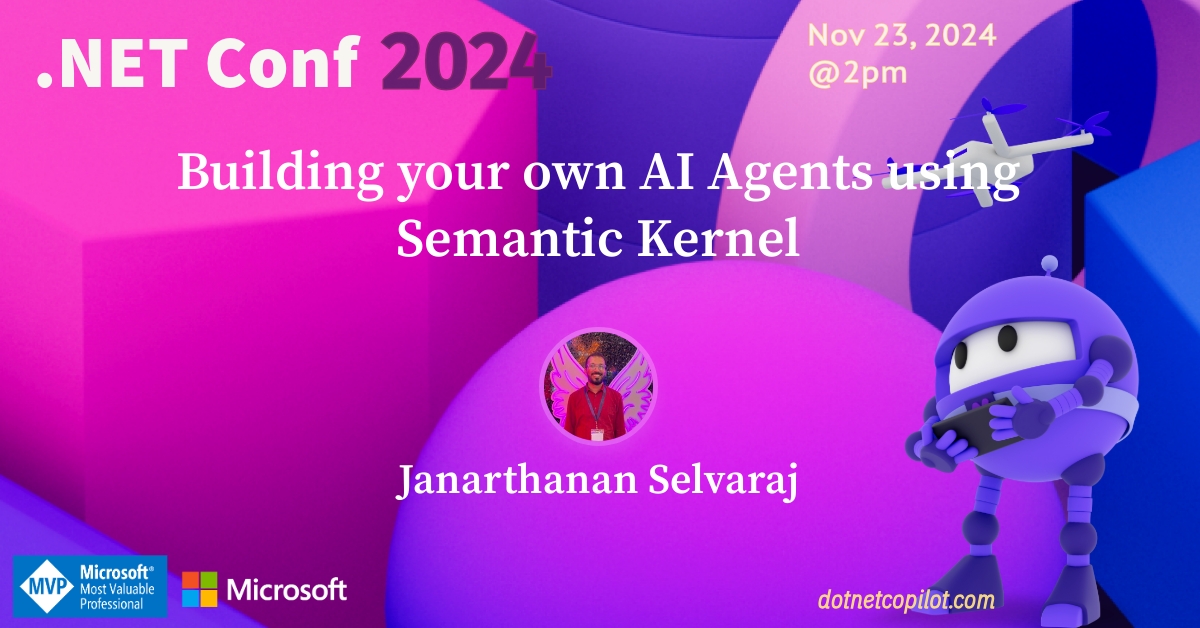 .NET Conf 2024
Nov 23, 2024
@2pm
Building your own AI Agents using
Semantic Kernel
Janarthanan Selvaraj
MVP
Microsoft®
Most Valuable
Professional
Microsoft
dotnetcopilot.com